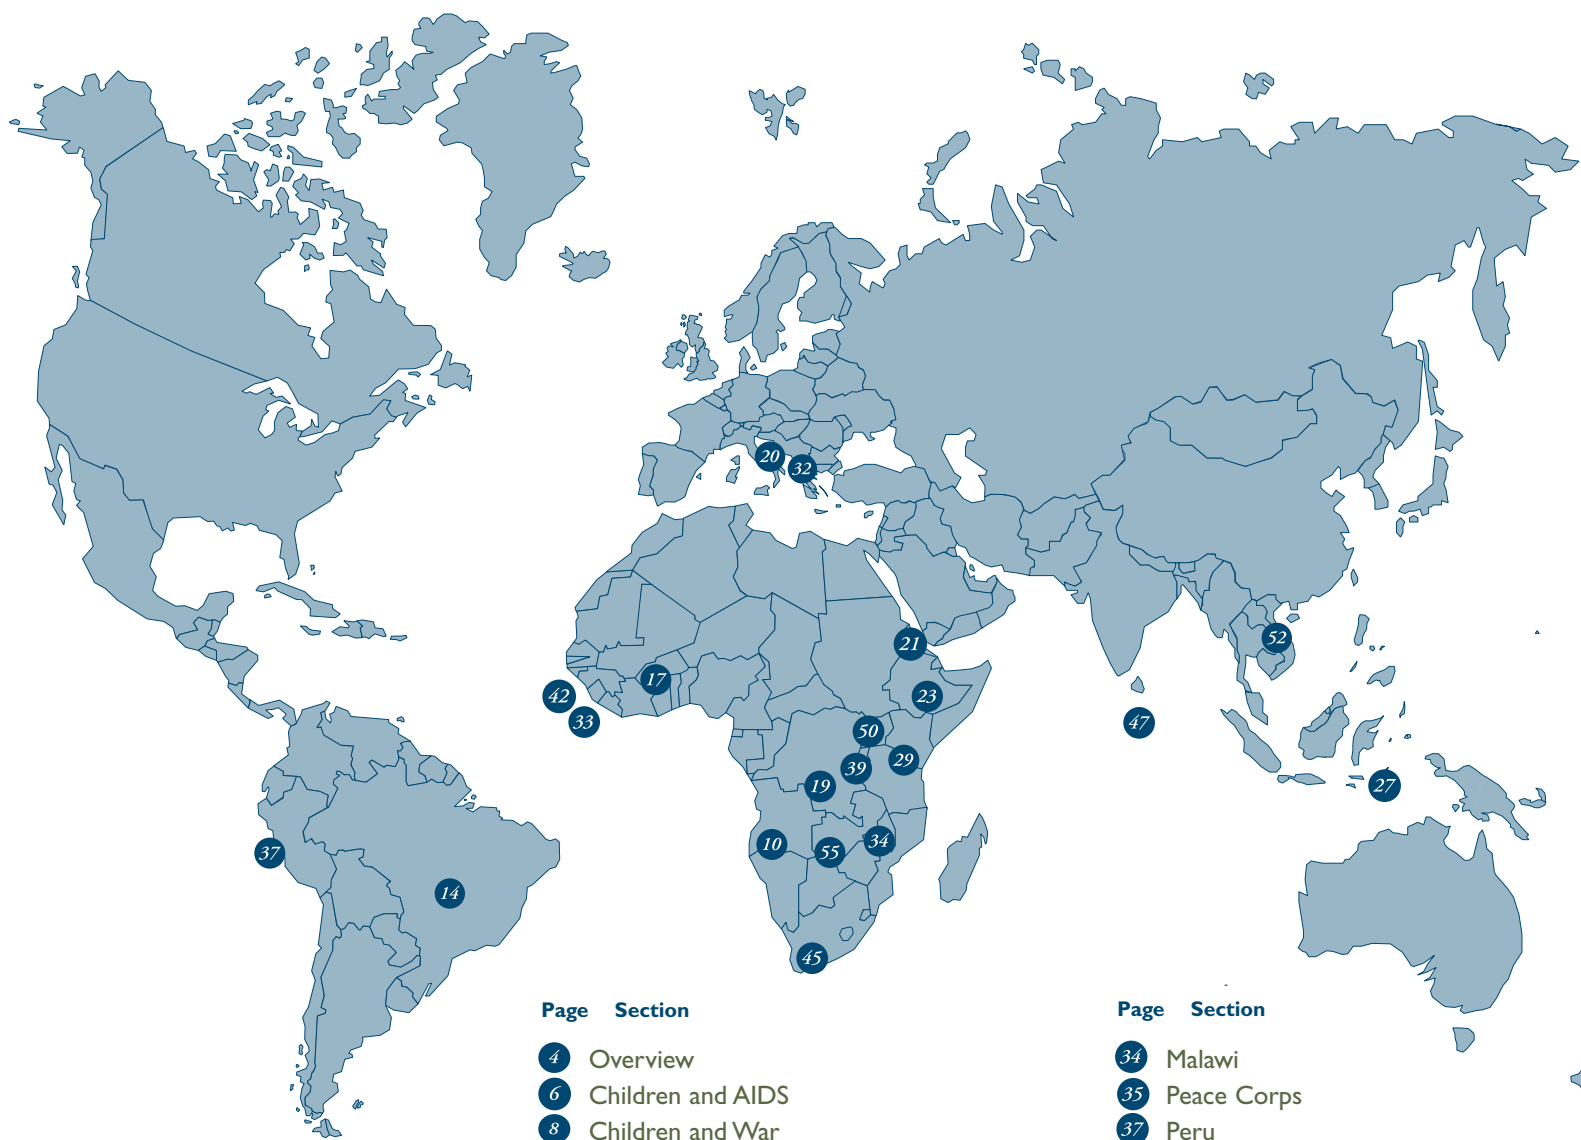 20
32
21
52
17
23
42
33
47
50
29
39
19
27
10
34
55
37
14
45
Page Section
4 Overview
6 Children and AIDS
8 Children and War
Page Section
34 Malawi
35 Peace Corps
37 Peru